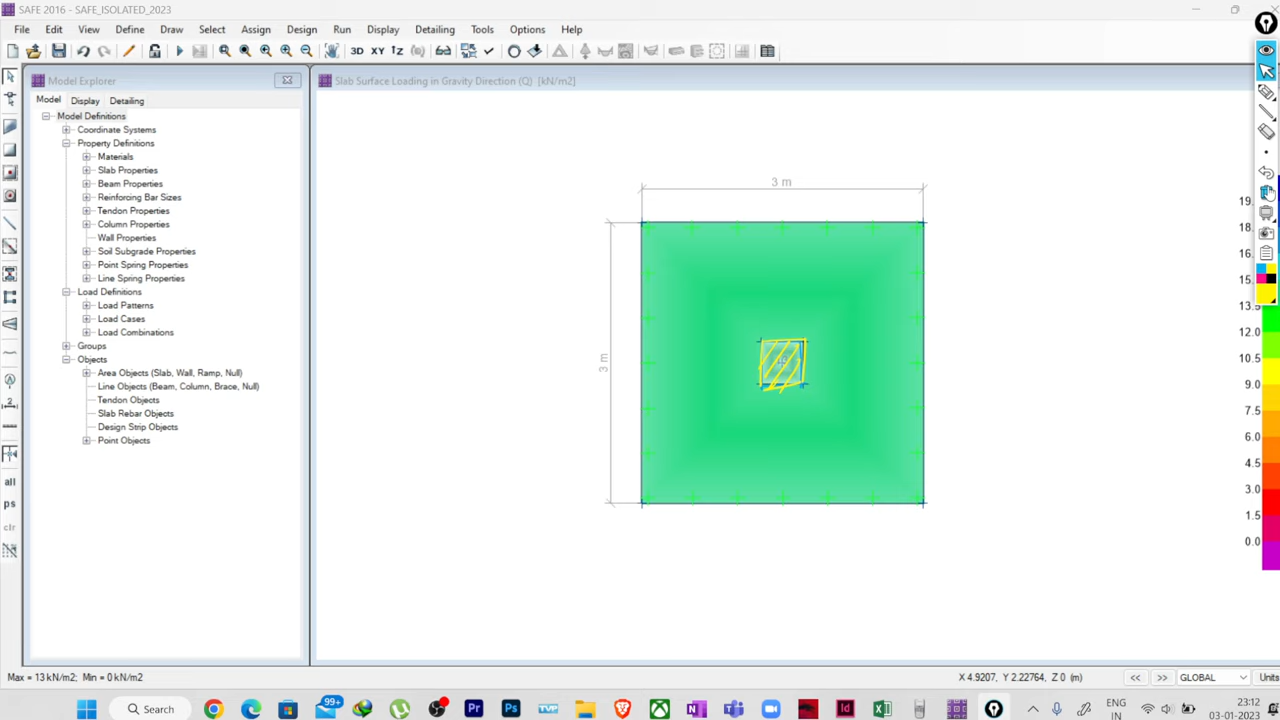 SAFE 2016 - SAFE_ISOLATED_2023
File Edit View Define Draw Select Assign Design Run Display Detailing Tools Options Help
3D XY
Model Explorer
Model Display Detailing
Model Definitions
Coordinate Systems
Property Definitions
Materials
Slab Properties
Beam Properties
Reinforcing Bar Sizes
Tendon Properties
Column Properties
Wall Properties
Soil Subgrade Properties
Point Spring Properties
Line Spring Properties
Load Definitions
Load Patterns
Load Cases
Load Combinations
Groups
Objects
Area Objects (Slab, Wall, Ramp, Null)
Line Objects (Beam, Column, Brace, Null)
Tendon Objects
Slab Rebar Objects
Design Strip Objects
Point Objects
all
ps
clr
Slab Surface Loading in Gravity Direction (Q) [kN/m2]
3 m
3 m
19.
18.
16.
15.
13.5
12.0
10.5
9.0
7.5
6.0
4.5
3.0
1.5
0.0
Max = 13 kN/m2; Min = 0 kN/m2
X 4.9207, Y 2.22764, Z 0 (m)
<< >> GLOBAL Units
Search
99+
Pr Ps TVP N Id
ENG
IN
23:12
03-01-2023